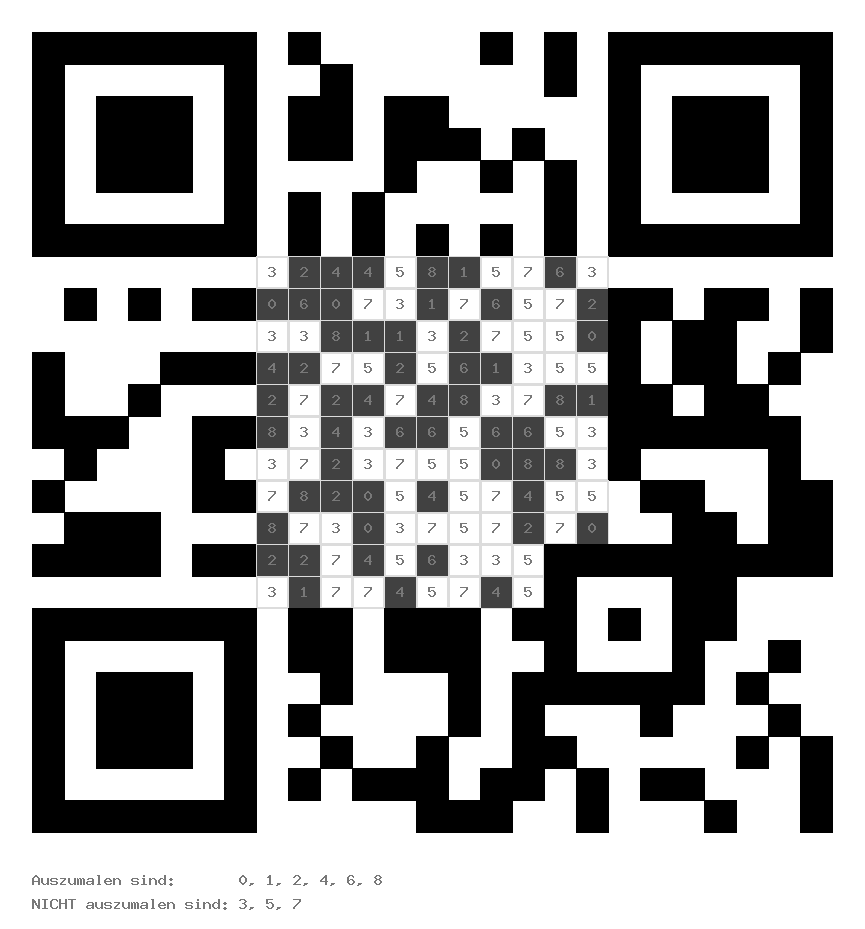 3 2 4 4 5 8 1 5 7 6 3
0 6 0 7 3 1 7 6 5 7 2
3 3 8 1 1 3 2 7 5 5 0
4 2 7 5 2 5 6 1 3 5 5
2 7 2 4 7 4 8 3 7 8 1
8 3 4 3 6 6 5 6 6 5 3
3 7 2 3 7 5 5 0 8 8 3
7 8 2 0 5 4 5 7 4 5 5
8 7 3 0 3 7 5 7 2 7 0
2 2 7 4 5 6 3 3 5
3 1 7 7 4 5 7 4 5
Auszumalen sind: 0, 1, 2, 4, 6, 8
NICHT auszumalen sind: 3, 5, 7